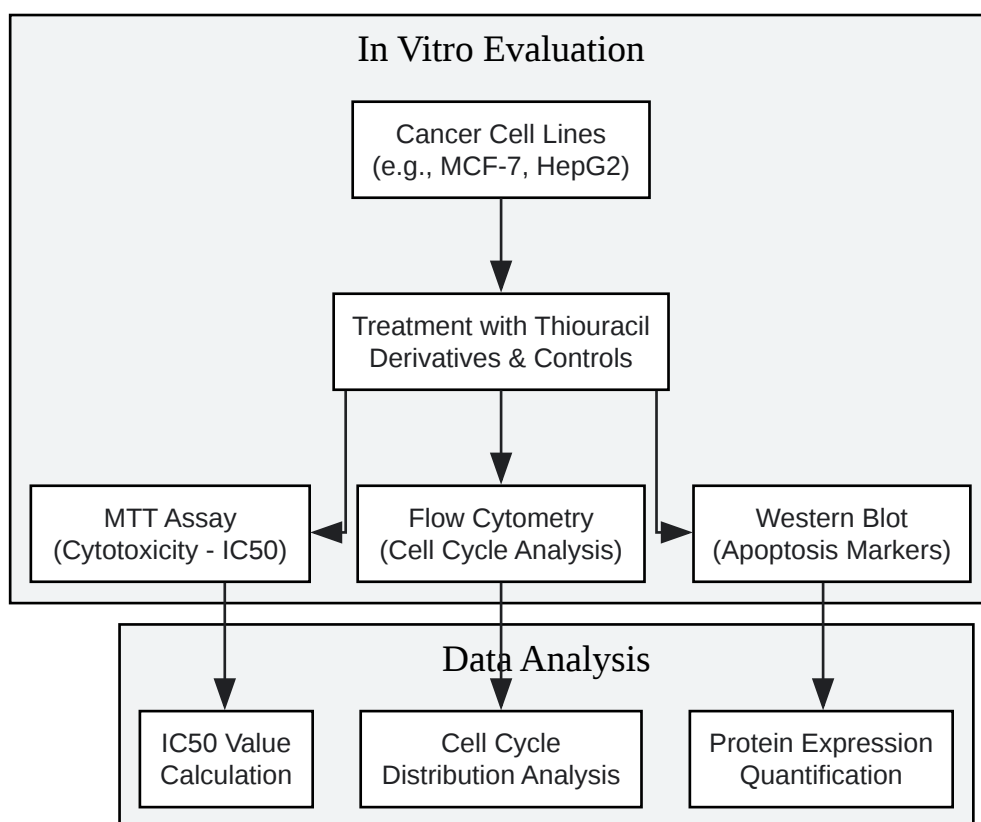 In Vitro Evaluation
Cancer Cell Lines
(e.g., MCF-7, HepG2)
Treatment with Thiouracil
Derivatives & Controls
MTT Assay
(Cytotoxicity - IC50)
Flow Cytometry
(Cell Cycle Analysis)
Western Blot
(Apoptosis Markers)
Data Analysis
IC50 Value
Calculation
Cell Cycle
Distribution Analysis
Protein Expression
Quantification